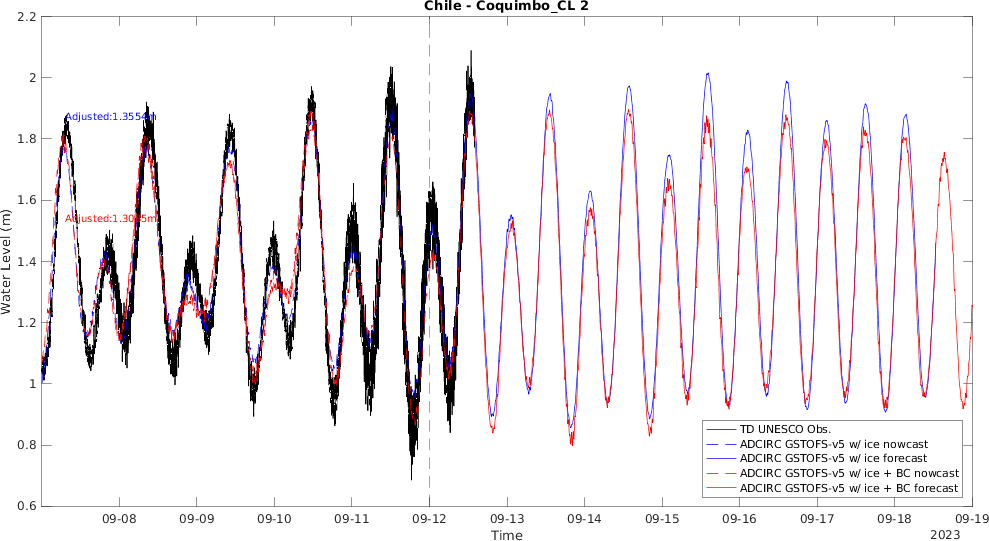 Chile - Coquimbo_CL 2
2.2
2
1.8
1.6
1.4
1.2
1
0.8
0.6
Water Level (m)
Adjusted:1.3554m
TD UNESCO Obs.
ADCIRC GSTOFS-v5 w/ ice nowcast
ADCIRC GSTOFS-v5 w/ ice forecast
ADCIRC GSTOFS-v5 w/ ice + BC nowcast
ADCIRC GSTOFS-v5 w/ ice + BC forecast
09-08 09-09 09-10 09-11 09-12 09-13 09-14 09-15 09-16 09-17 09-18 09-19
Time
2023